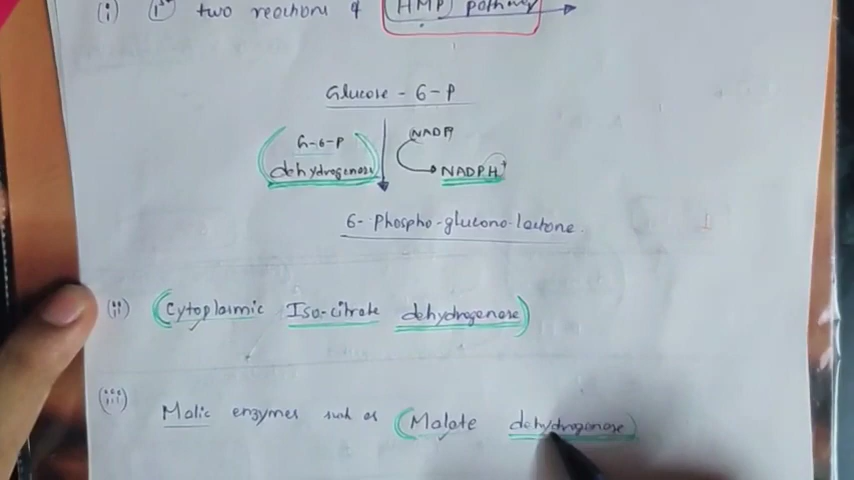 (i) 1st two reactions of (HMP) pathway
Glucose - 6 - P
G-6-P
dehydrogenase
NADP
NADPH+
6- Phospho-glucono-lactone.
(ii) (Cytoplasmic Iso-citrate dehydrogenase)
(iii) Malic enzymes such as (Malate dehydrogenase)